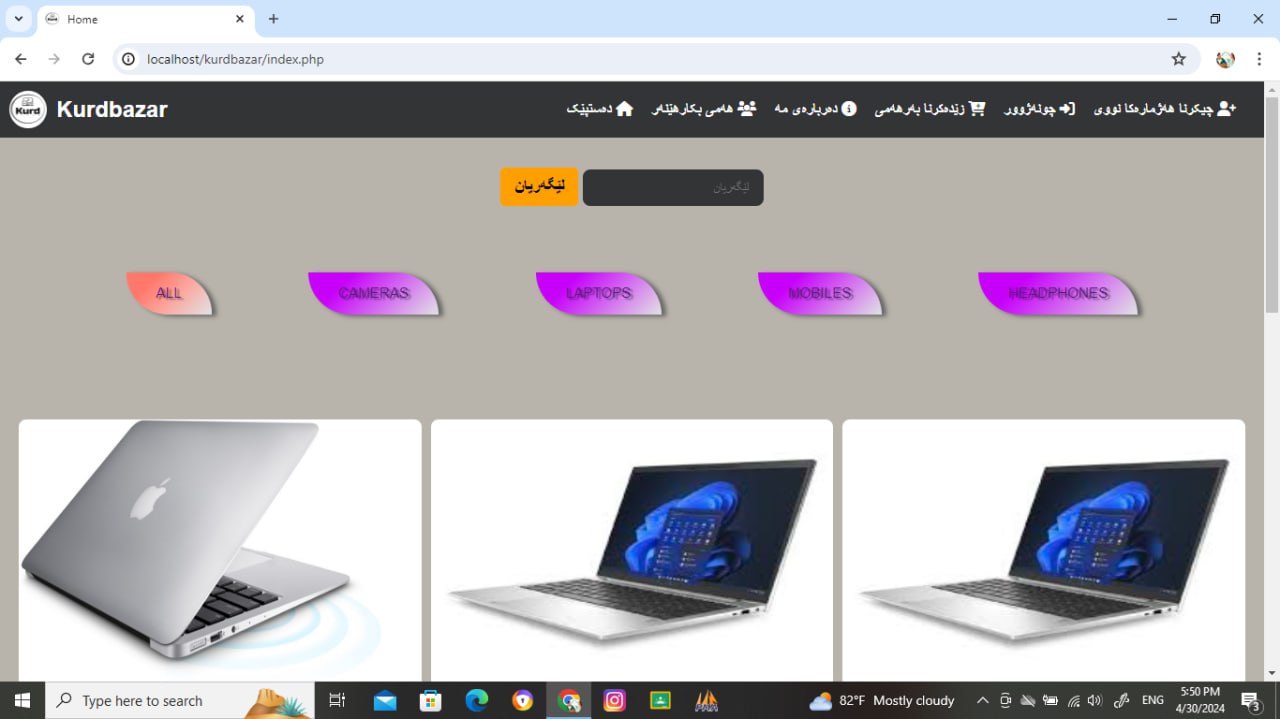 Home
localhost/kurdbazar/index.php
Kurd
Kurdbazar
دەستپێک
هەمی بکارهێنەر
دەربارەی مە
زێدەکرنا بەرهەمی
چونەژوور
چیکرنا هەژمارەکا نووی
لێگەریان
لێگەریان
ALL
CAMERAS
LAPTOPS
MOBILES
HEADPHONES
Type here to search
82°F Mostly cloudy
ENG
5:50 PM
4/30/2024
3